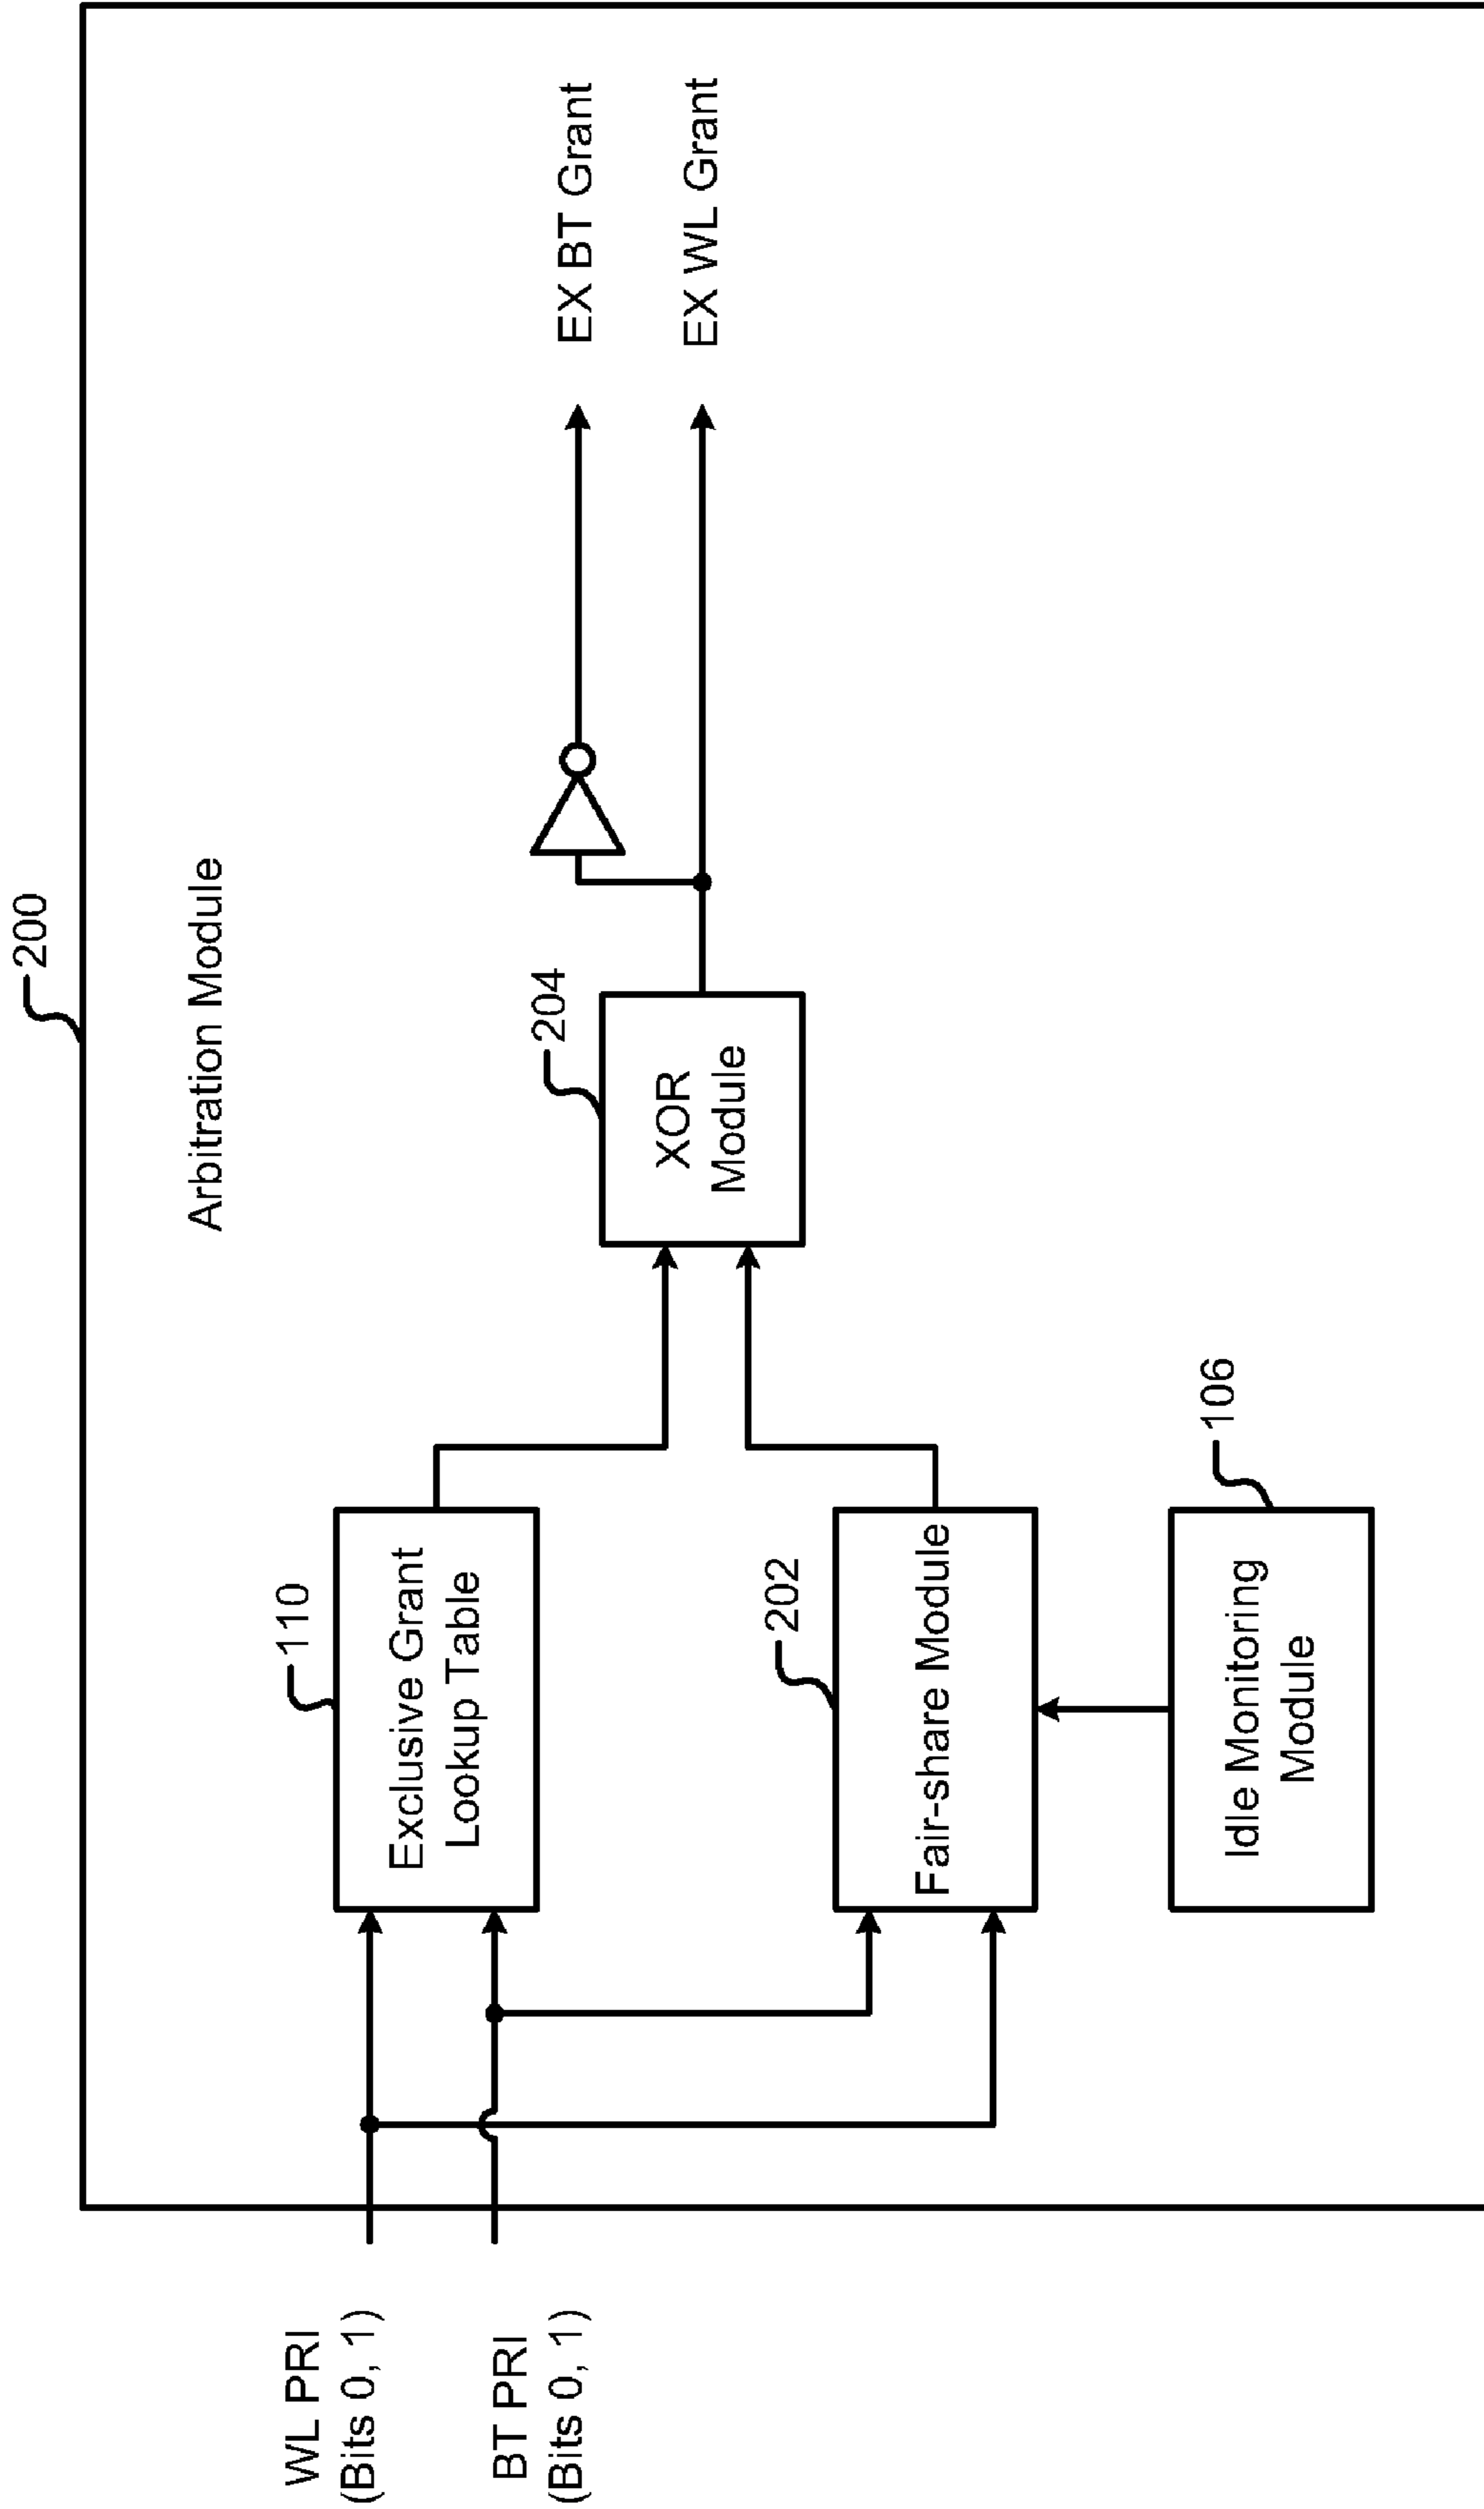 200
Arbitration Module
WL PRI
(Bits 0, 1)
BT PRI
(Bits 0, 1)
110
Exclusive Grant
Lookup Table
202
Fair-share Module
106
Idle Monitoring
Module
204
XOR
Module
EX BT Grant
EX WL Grant